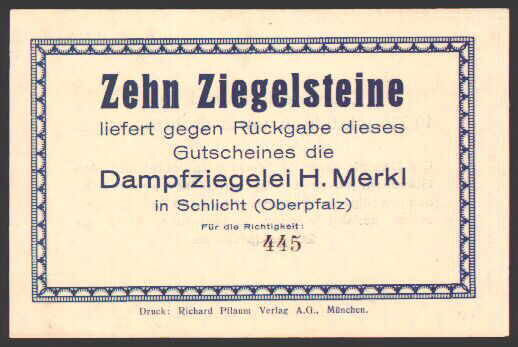 Zehn Ziegelsteine
liefert gegen Rückgabe dieses
Gutscheines die
Dampfziegelei H. Merkl
in Schlicht (Oberpfalz)
Für die Richtigkeit:
445
Druck: Richard Pflaum Verlag A.G., München.